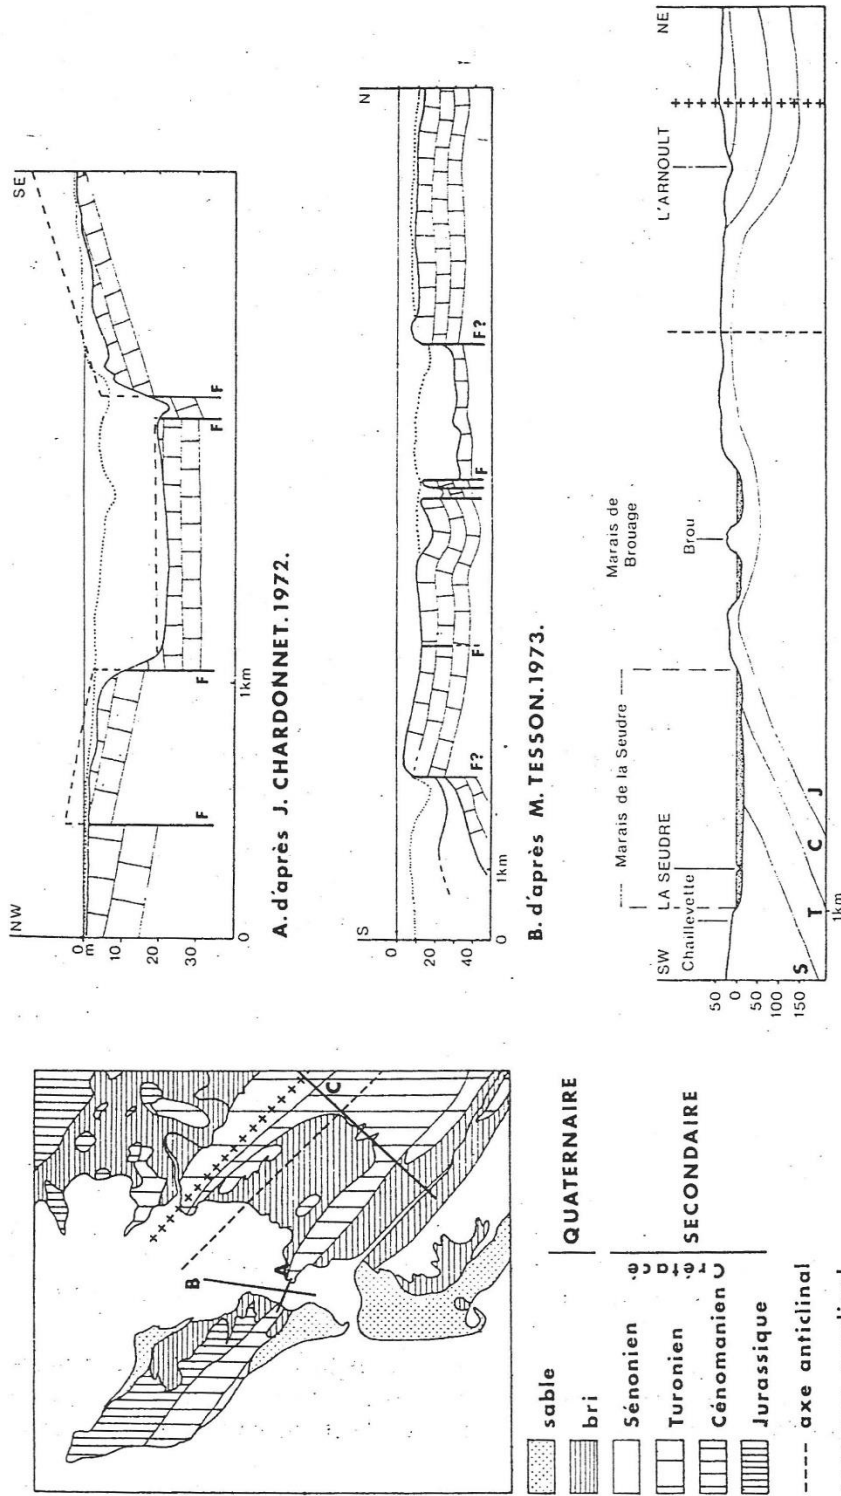 NW
SE
0
m
10
20
30
0
1km
F
F
F
F
A. d'après J. CHARDONNET. 1972.
S
N
0
20
40
0
1km
F?
F
F
F?
B. d'après M. TESSON. 1973.
SW
NE
Chaillevette
LA SEUDRE
Marais de la Seudre
Marais de
Brouage
Brou
L'ARNOULT
50
0
50
100
150
S
T
C
J
1km
A
B
C
sable
bri
QUATERNAIRE
Sénonien
Turonien
Cénomanien
Crétacé
Jurassique
SECONDAIRE
axe anticlinal